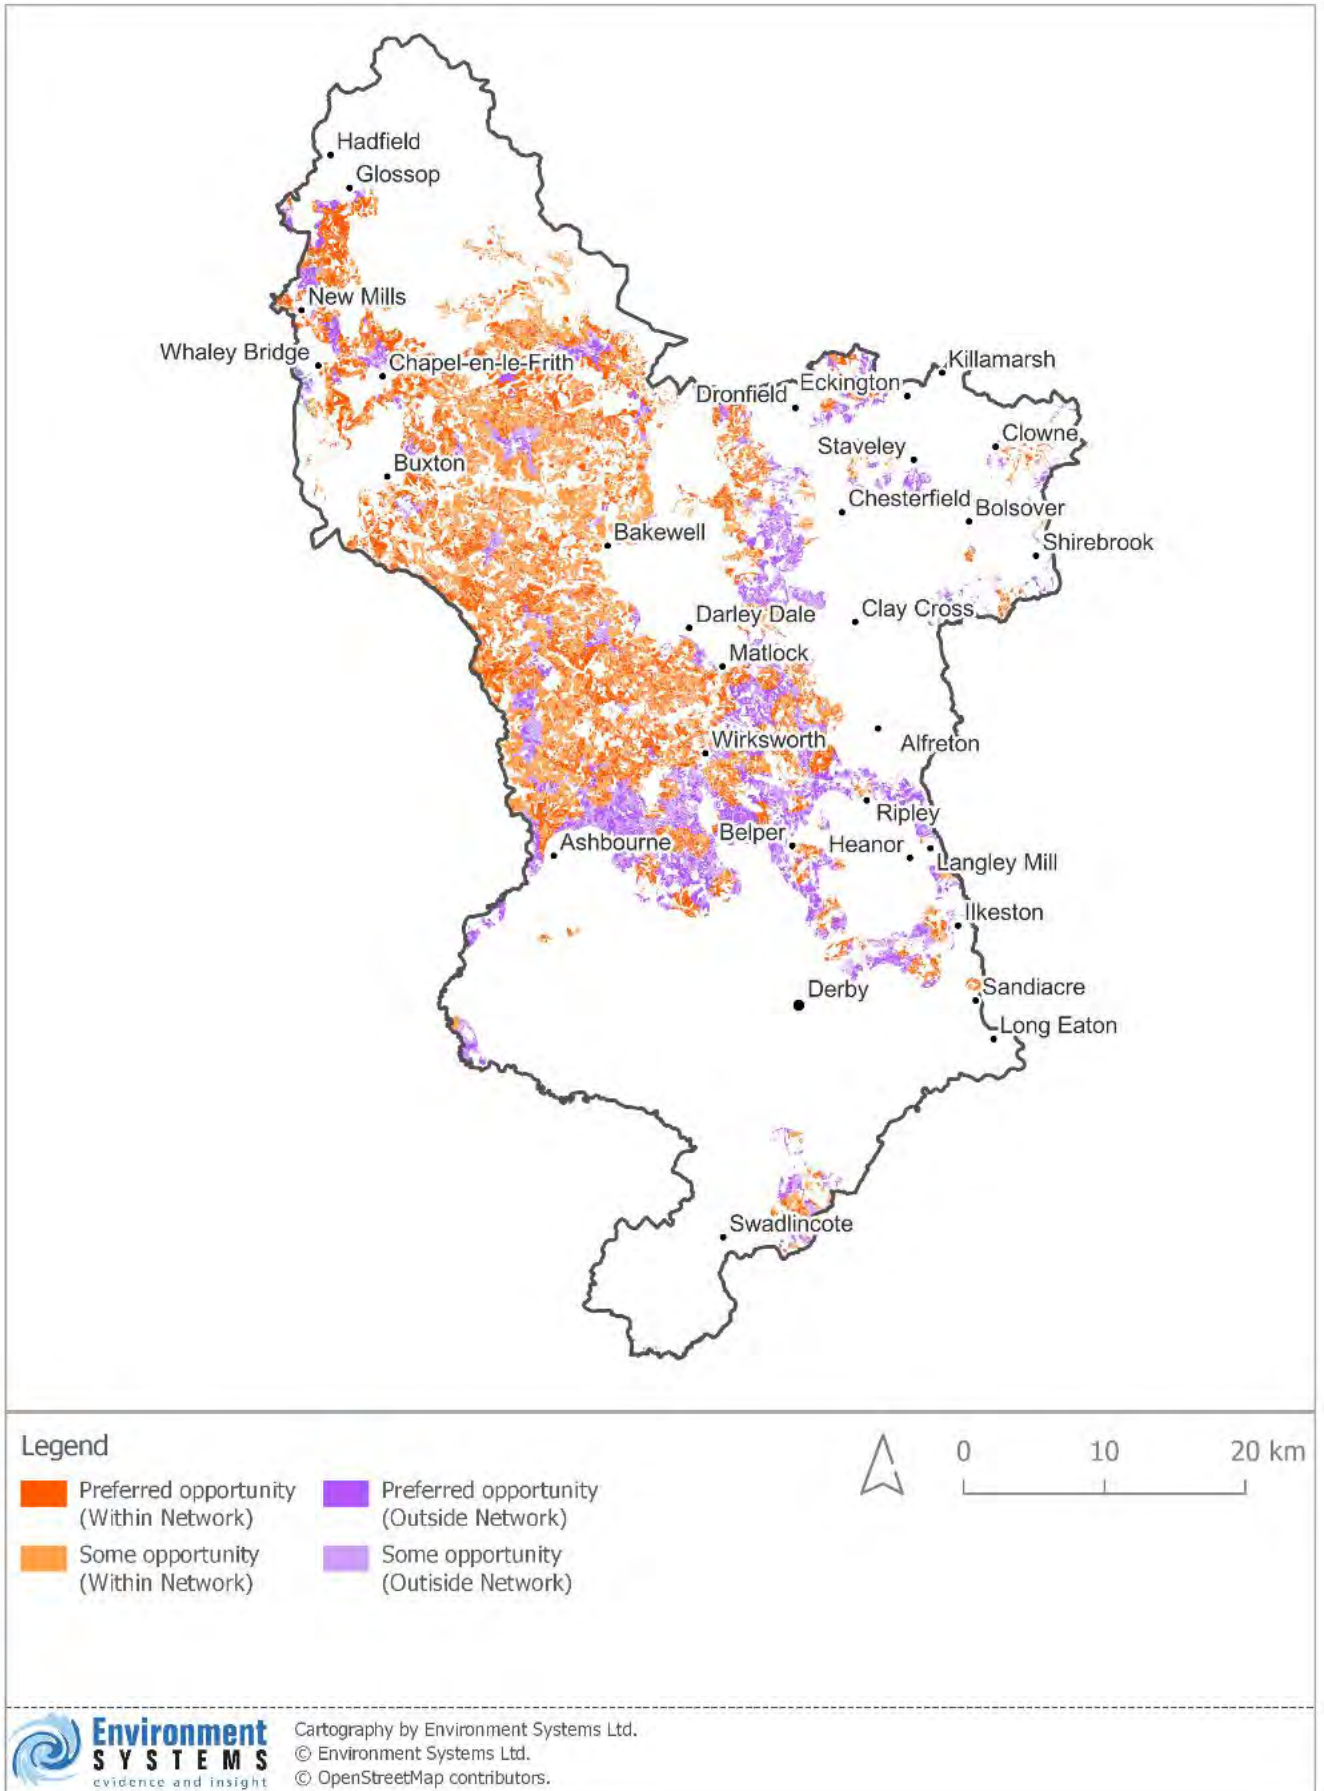 Hadfield
Glossop
New Mills
Whaley Bridge
Chapel-en-le-Frith
Killamarsh
Dronfield
Eckington
Clowne
Staveley
Buxton
Chesterfield
Bolsover
Bakewell
Shirebrook
Darley Dale
Clay Cross
Matlock
Wirksworth
Alfreton
Ripley
Ashbourne
Belper
Heanor
Langley Mill
Ilkeston
Derby
Sandiacre
Long Eaton
Swadlincote
Legend
Preferred opportunity
(Within Network)
Some opportunity
(Within Network)
Preferred opportunity
(Outside Network)
Some opportunity
(Outiside Network)
0 10 20 km
Environment
SYSTEMS
evidence and insight
Cartography by Environment Systems Ltd.
© Environment Systems Ltd.
© OpenStreetMap contributors.